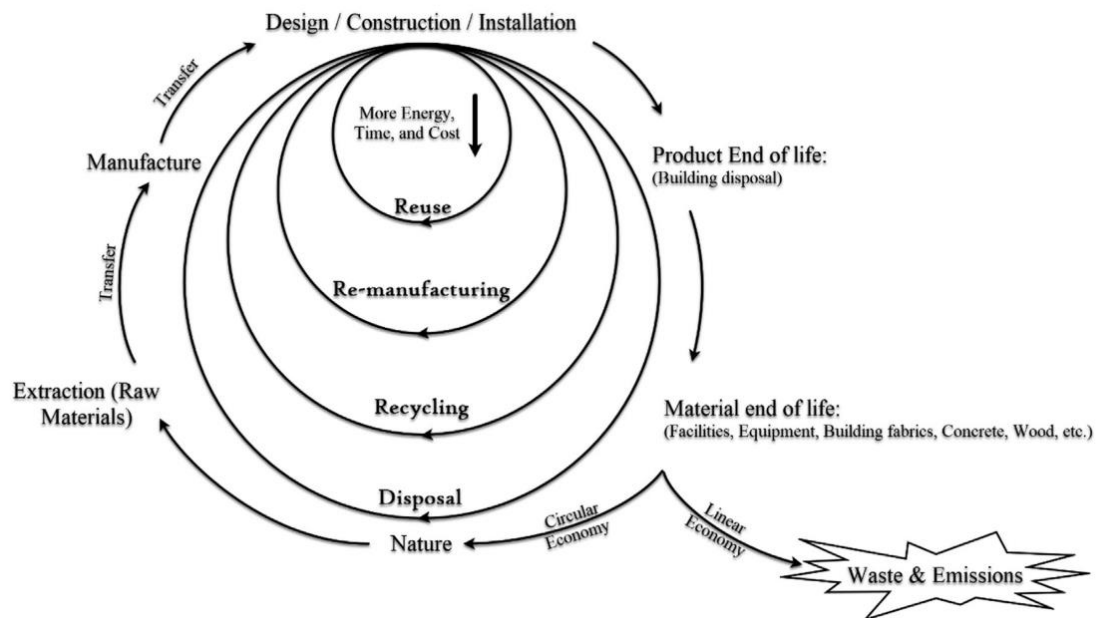 Design / Construction / Installation
Transfer
More Energy,
Time, and Cost
Manufacture
Product End of life:
(Building disposal)
Reuse
Transfer
Re-manufacturing
Extraction (Raw
Materials)
Recycling
Material end of life:
(Facilities, Equipment, Building fabrics, Concrete, Wood, etc.)
Disposal
Nature
Circular
Economy
Linear
Economy
Waste & Emissions